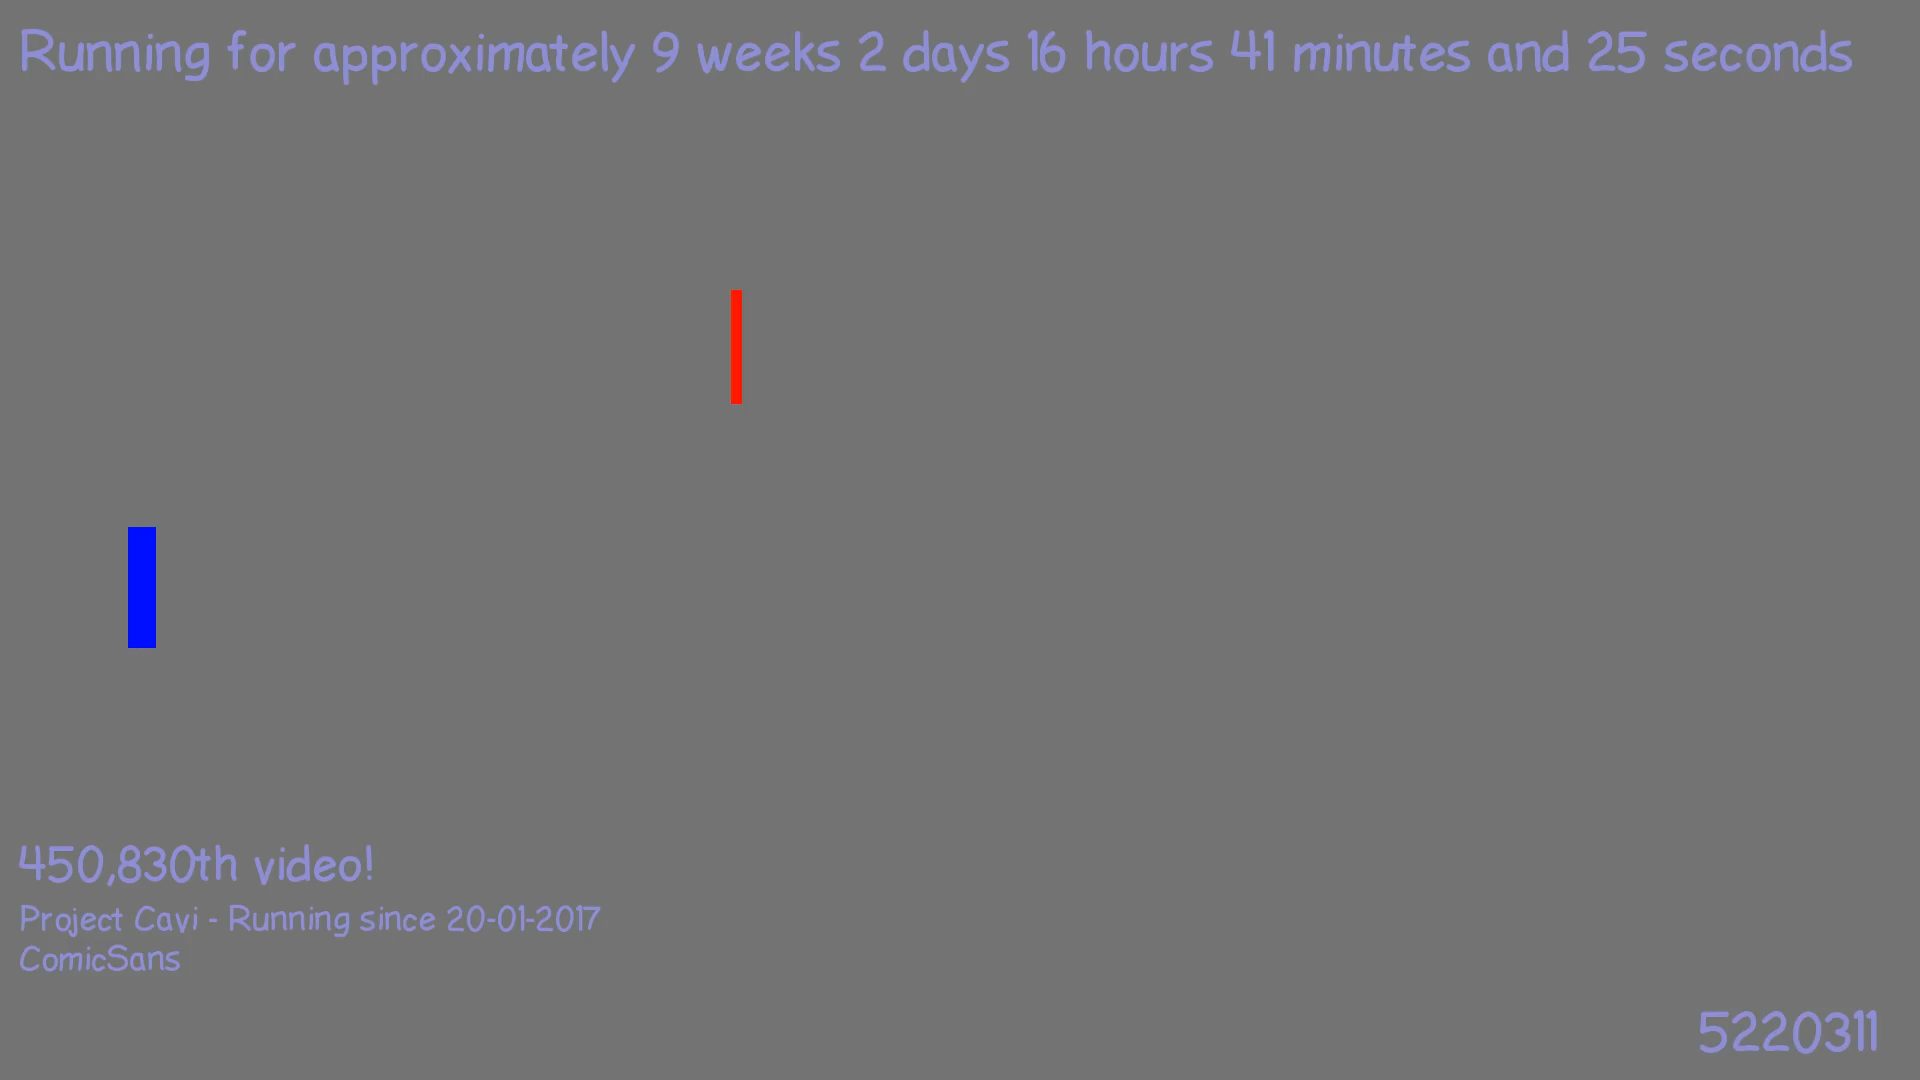 Running for approximately 9 weeks 2 days 16 hours 41 minutes and 25 seconds
450,830th video!
Project Cavi - Running since 20-01-2017
ComicSans
5220311